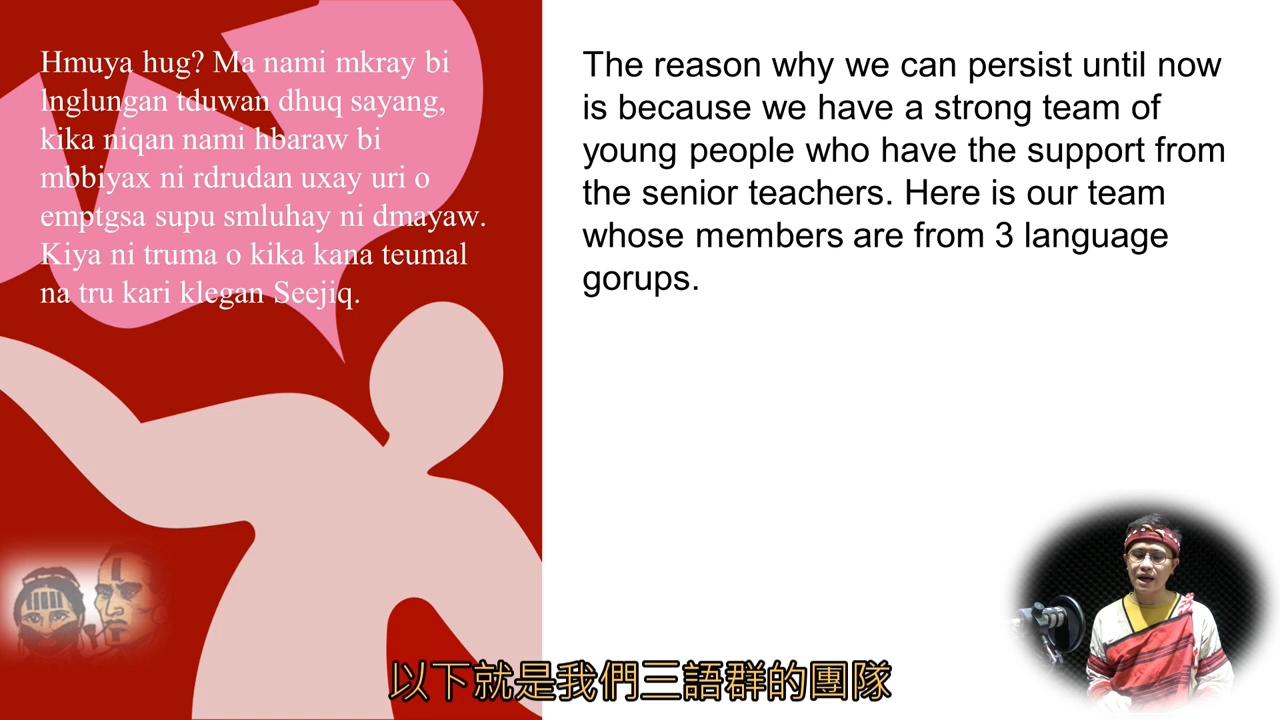 Hmuya hug? Ma nami mkray bi
lnglungan tduwan dhuq sayang,
kika niqan nami hbaraw bi
mbbiyax ni rdrudan uxay uri o
emptgsa supu smluhay ni dmayaw.
Kiya ni truma o kika kana teumal
na tru kari klegan Seejiq.
The reason why we can persist until now
is because we have a strong team of
young people who have the support from
the senior teachers. Here is our team
whose members are from 3 language
gorups.
以下就是我們三語群的團隊